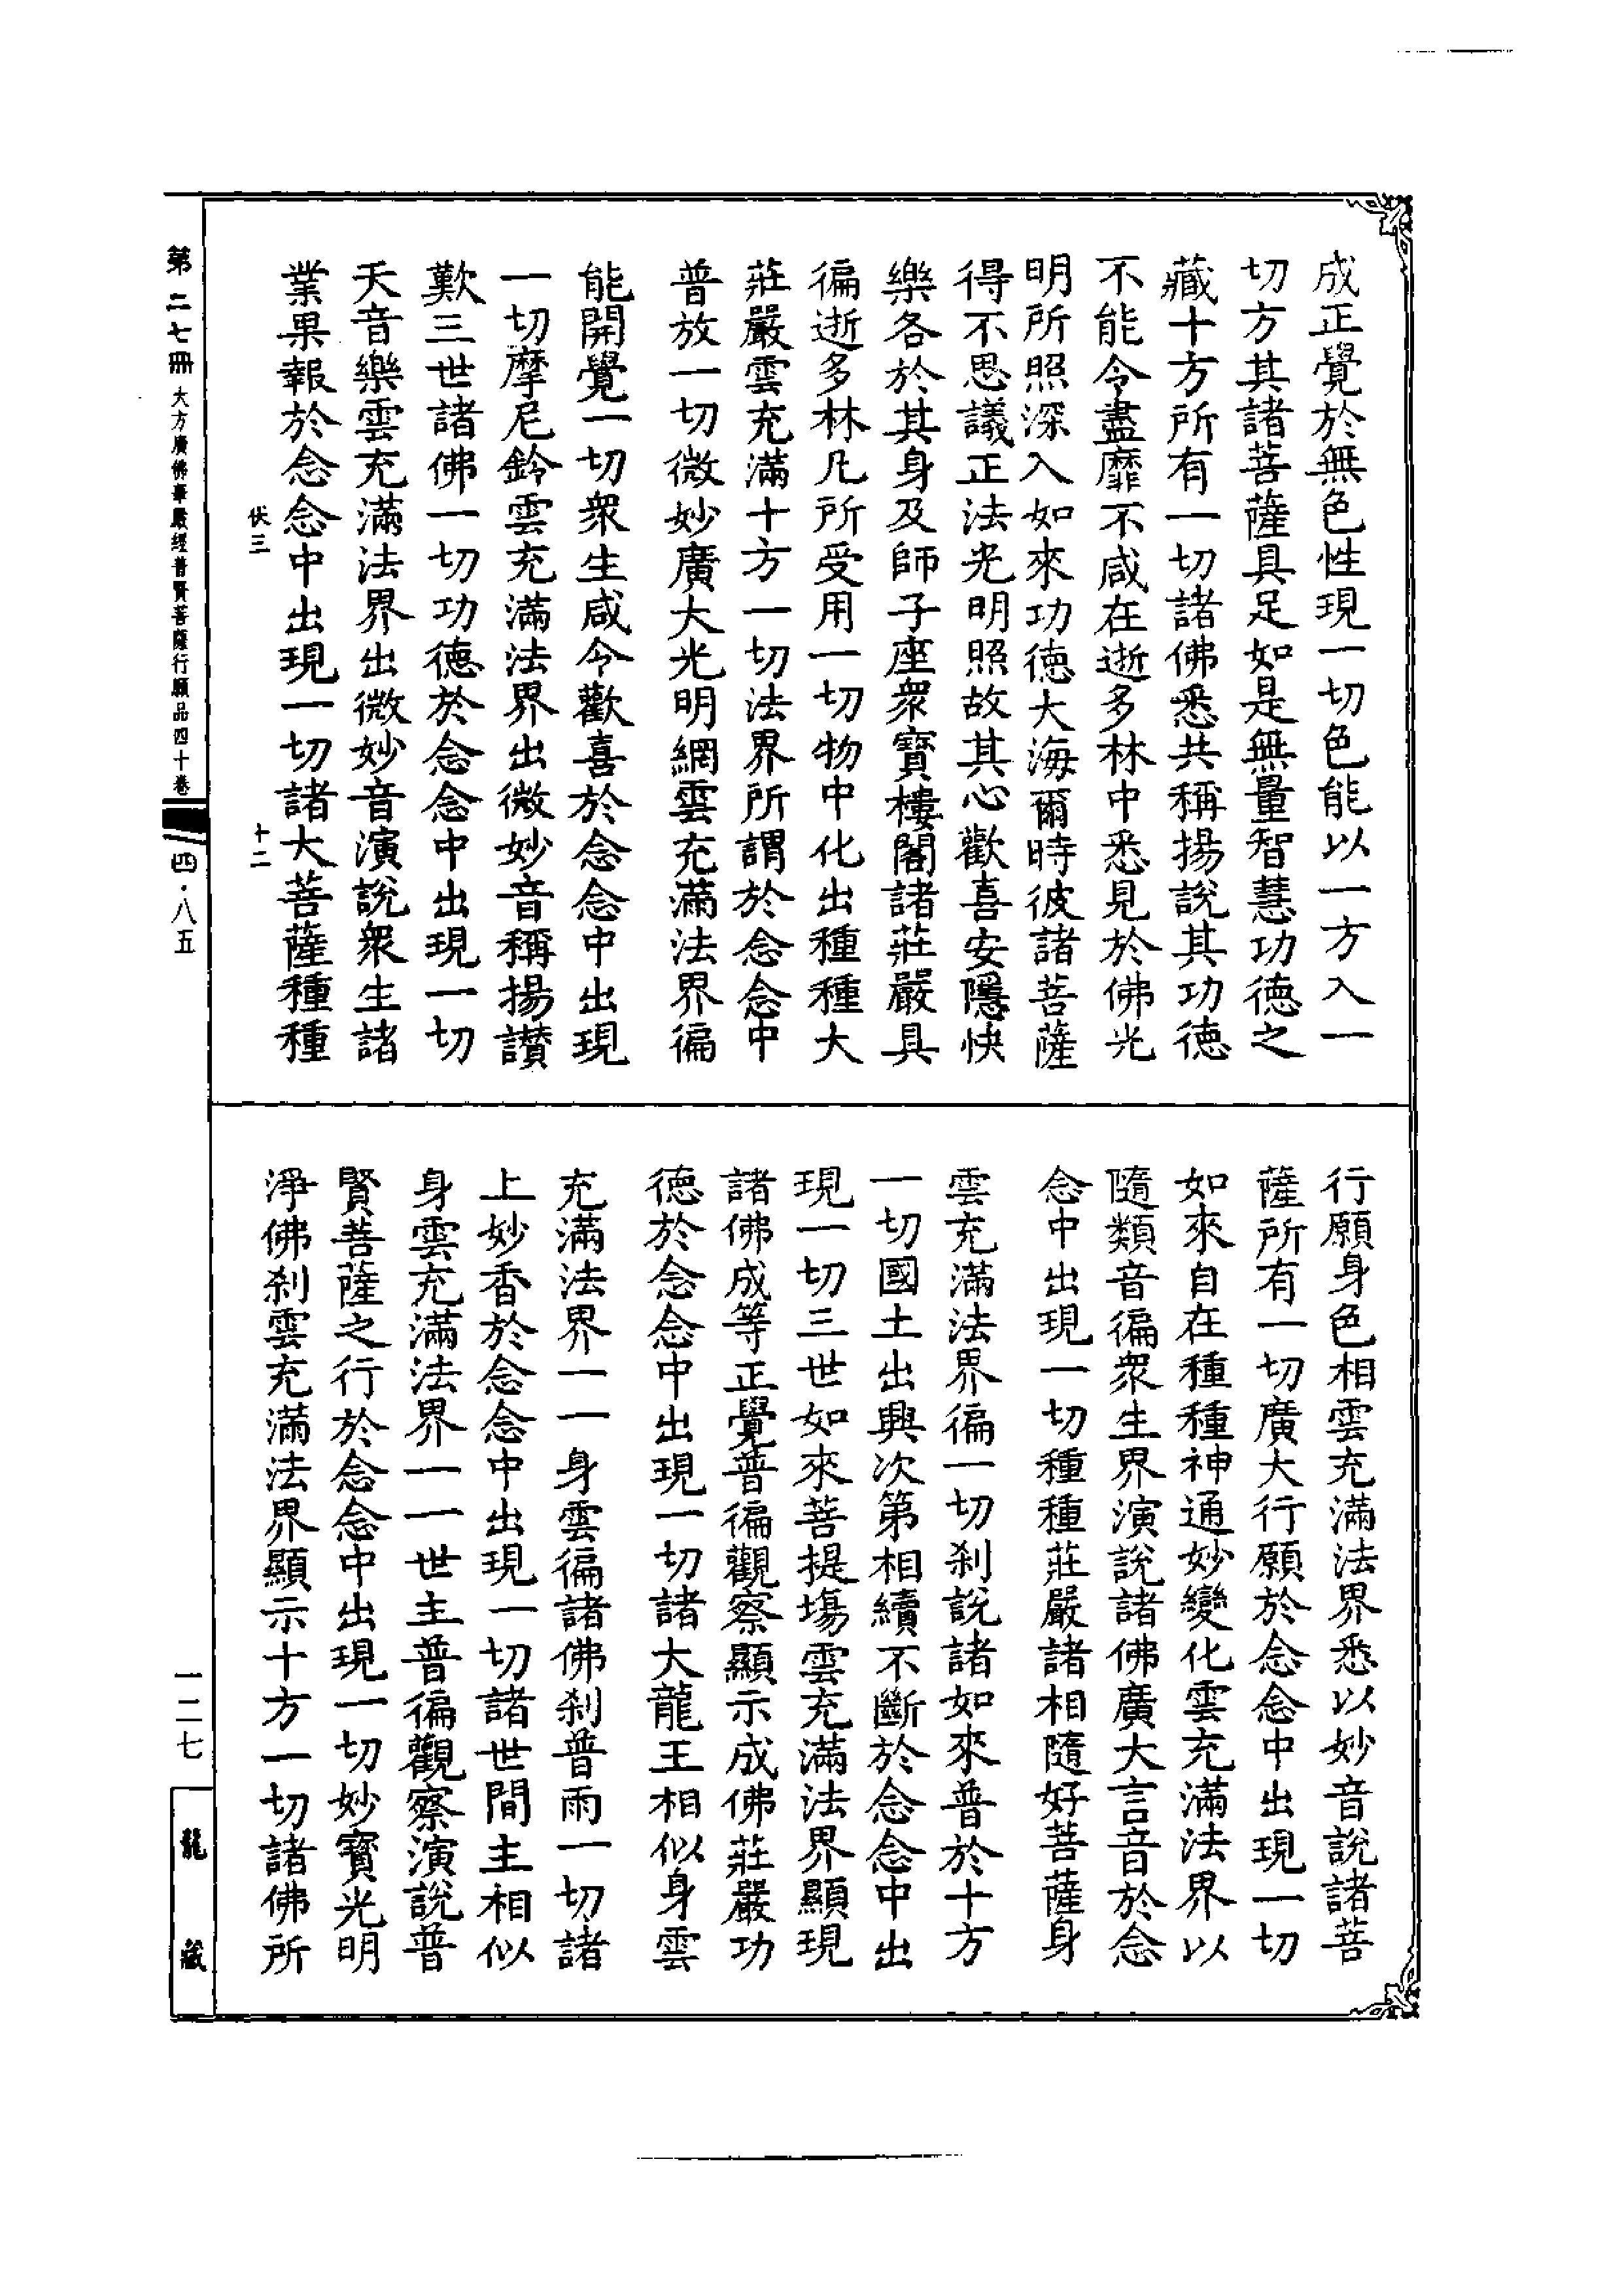 成正覺於無色性現一切色能以一方入一
切方其諸菩薩具足如是無量智慧功德之
藏十方所有一切諸佛悉共稱揚說其功德
不能令盡靡不咸在逝多林中悉見於佛光
明所照深入如來功德大海爾時彼諸菩薩
得不思議正法光明照故其心歡喜安隱快
樂各於其身及師子座眾寶樓閣諸莊嚴具
徧逝多林凡所受用一切物中化出種種大
莊嚴雲充滿十方一切法界所謂於念念中
普放一切微妙廣大光明網雲充滿法界徧
能開覺一切眾生咸令歡喜於念念中出現
一切摩尼鈴雲充滿法界出微妙音稱揚讚
歎三世諸佛一切功德於念念中出現一切
天音樂雲充滿法界出微妙音演說眾生諸
業果報於念念中出現一切諸大菩薩種種
伏三
十二
行願身色相雲充滿法界悉以妙音說諸菩
薩所有一切廣大行願於念念中出現一切
如來自在種種神通妙變化雲充滿法界以
隨類音徧眾生界演說諸佛廣大言音於念
念中出現一切種種莊嚴諸相隨好菩薩身
雲充滿法界徧一切剎說諸如來普於十方
一切國土出興次第相續不斷於念念中出
現一切三世如來菩提場雲充滿法界顯現
諸佛成等正覺普徧觀察顯示成佛莊嚴功
德於念念中出現一切諸大龍王相似身雲
充滿法界一一身雲徧諸佛剎普雨一切諸
上妙香於念念中出現一切諸世間主相似
身雲充滿法界一一世主普徧觀察演說普
賢菩薩之行於念念中出現一切妙寶光明
淨佛剎雲充滿法界顯示十方一切諸佛所
第二七冊 大方廣佛華嚴經普賢菩薩行願品四十卷
四·八五
一二七
龍藏